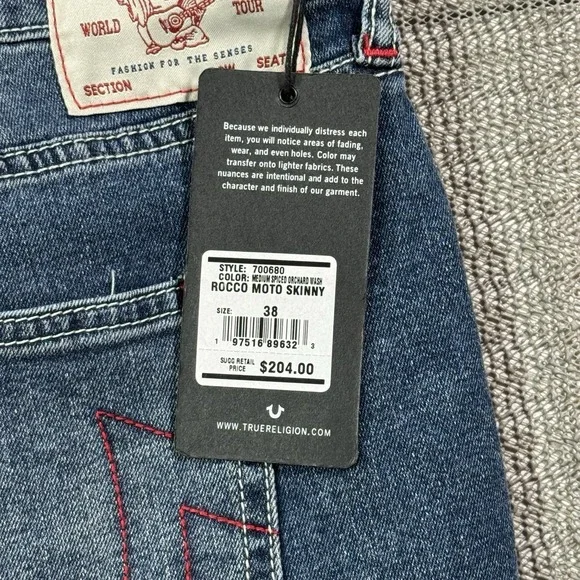 WORLD TOUR
FASHION FOR THE SENSES
SECTION ROW SEAT
Because we individually distress each
item, you will notice areas of fading,
wear, and even holes. Color may
transfer onto lighter fabrics. These
nuances are intentional and add to the
character and finish of our garment.
STYLE: 700680
COLOR: MEDIUM SPICED ORCHARD WASH
ROCCO MOTO SKINNY
SIZE: 38
1 97516 89632 3
SUGG RETAIL
PRICE $204.00
WWW.TRUERELIGION.COM